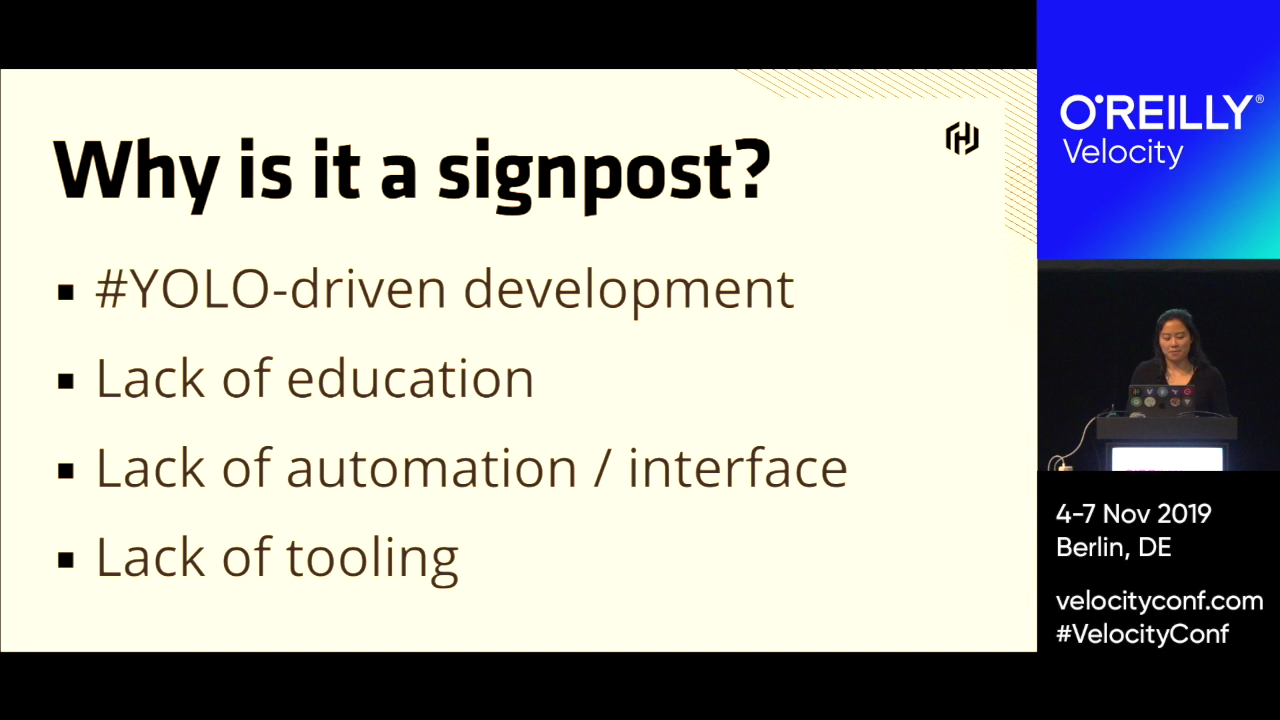 Why is it a signpost?
#YOLO-driven development
Lack of education
Lack of automation / interface
Lack of tooling
O'REILLY®
Velocity
4-7 Nov 2019
Berlin, DE
velocityconf.com
#VelocityConf